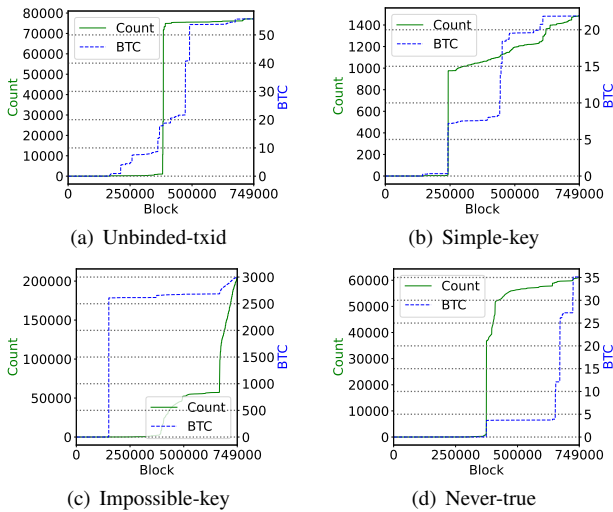 80000
70000
60000
50000
40000
30000
20000
10000
0
Count
Count
BTC
50
40
30
20
10
0
BTC
0 250000 500000 749000
Block
(a) Unbinded-txid
1400
1200
1000
800
600
400
200
0
Count
Count
BTC
20
15
10
5
0
BTC
0 250000 500000 749000
Block
(b) Simple-key
200000
150000
100000
50000
0
Count
Count
BTC
3000
2500
2000
1500
1000
500
0
BTC
0 250000 500000 749000
Block
(c) Impossible-key
60000
50000
40000
30000
20000
10000
0
Count
Count
BTC
35
30
25
20
15
10
5
0
BTC
0 250000 500000 749000
Block
(d) Never-true